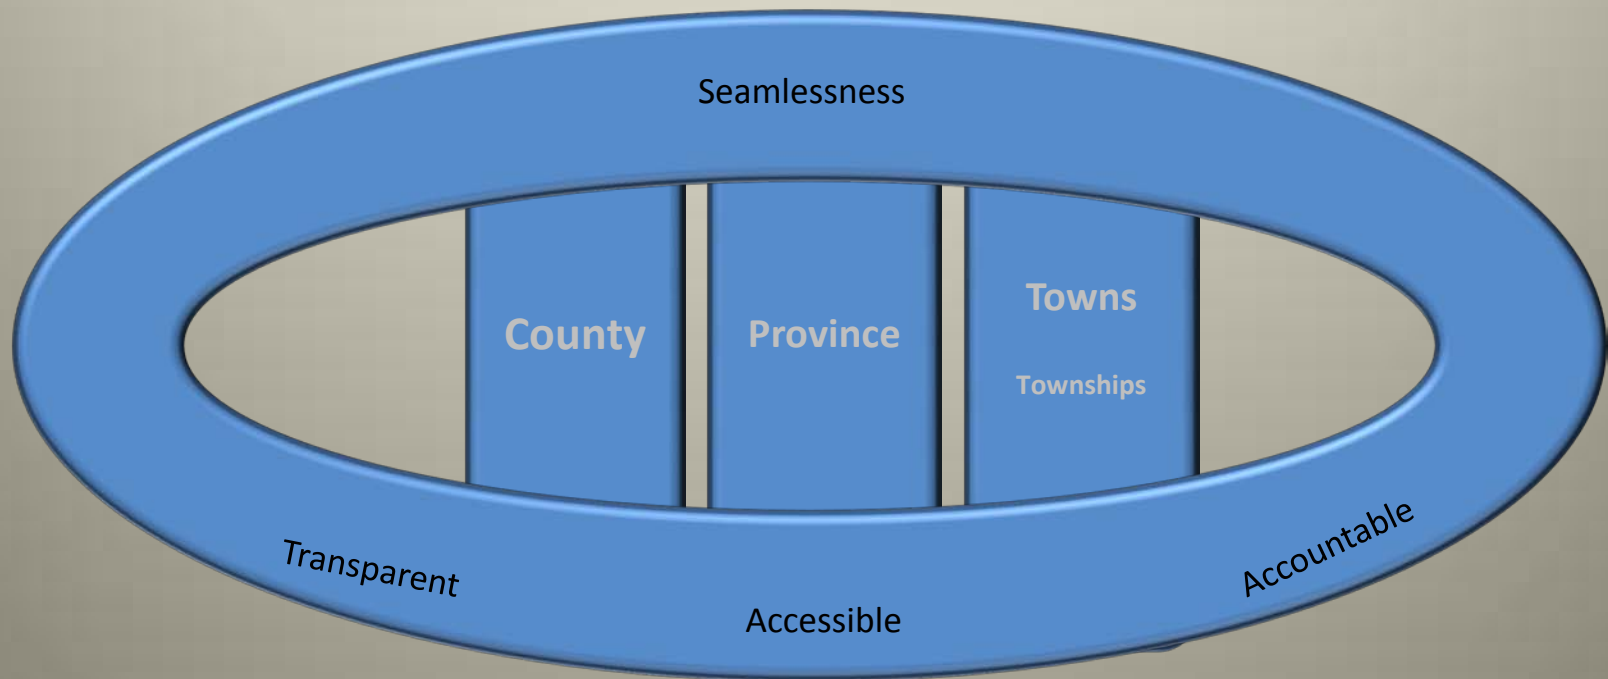 Seamlessness
County
Province
Towns
Townships
Transparent
Accessible
Accountable